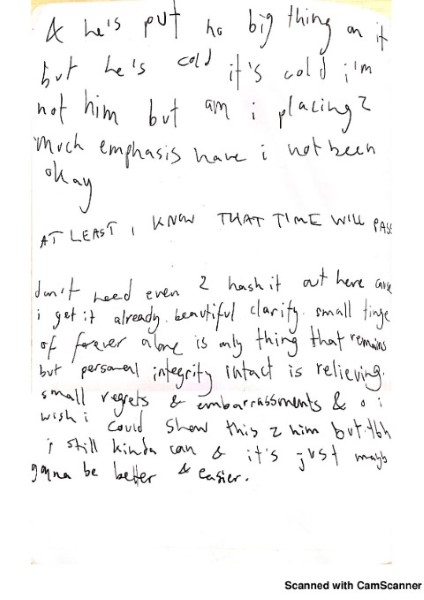 & he's put no big thing on it
but he's cold it's cold i'm
not him but am i placing 2
much emphasis have i not been
okay
AT LEAST I KNOW THAT TIME WILL PASS
don't need even 2 hash it out here cause
i get it already. beautiful clarity. small tinge
of forever alone is only thing that remains
but personal integrity intact is relieving.
small regrets & embarrassments & o i
wish i could show this 2 him but tbh
i still kinda can & it's just maybe
gonna be better & easier.
Scanned with CamScanner